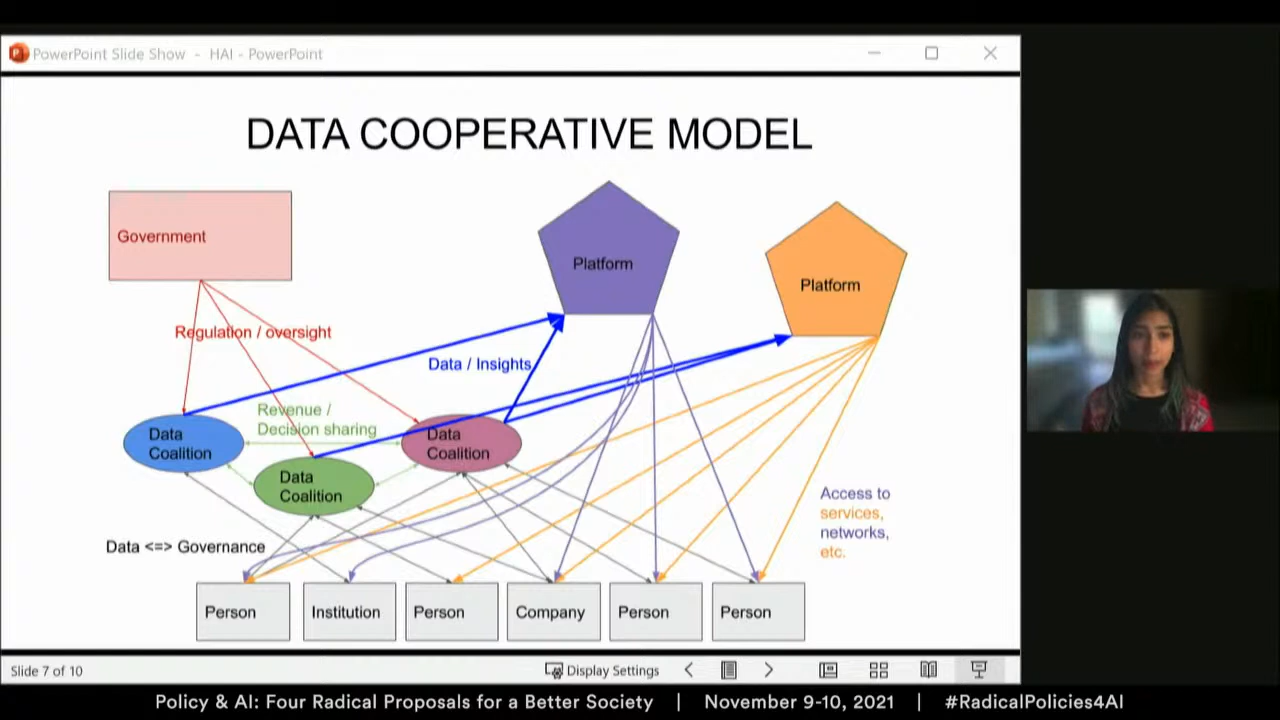 PowerPoint Slide Show - HAI - PowerPoint
DATA COOPERATIVE MODEL
Government
Platform
Platform
Regulation / oversight
Data / Insights
Revenue /
Decision sharing
Data
Coalition
Data
Coalition
Data
Coalition
Access to
services,
networks,
etc.
Data <=> Governance
Person
Institution
Person
Company
Person
Person
Slide 7 of 10
Display Settings
Policy & AI: Four Radical Proposals for a Better Society | November 9-10, 2021 | #RadicalPolicies4AI